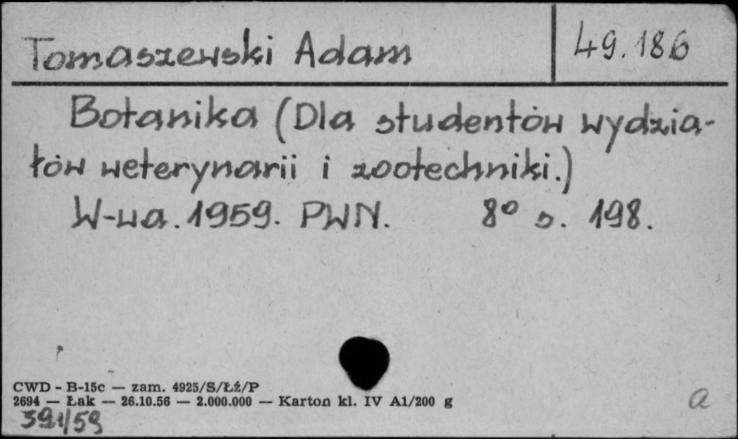 Tomaszewski Adam 49.186
Botanika (Dla studentów wydzia-
łów weterynarii i zootechniki.)
W-wa. 1959. PWN. 8° s. 198.
CWD - B-15c — zam. 4925/S/ŁŹ/P
2694 — Łak — 26.10.56 — 2.000.000 — Karton kl. IV A1/200 g
391/59
a